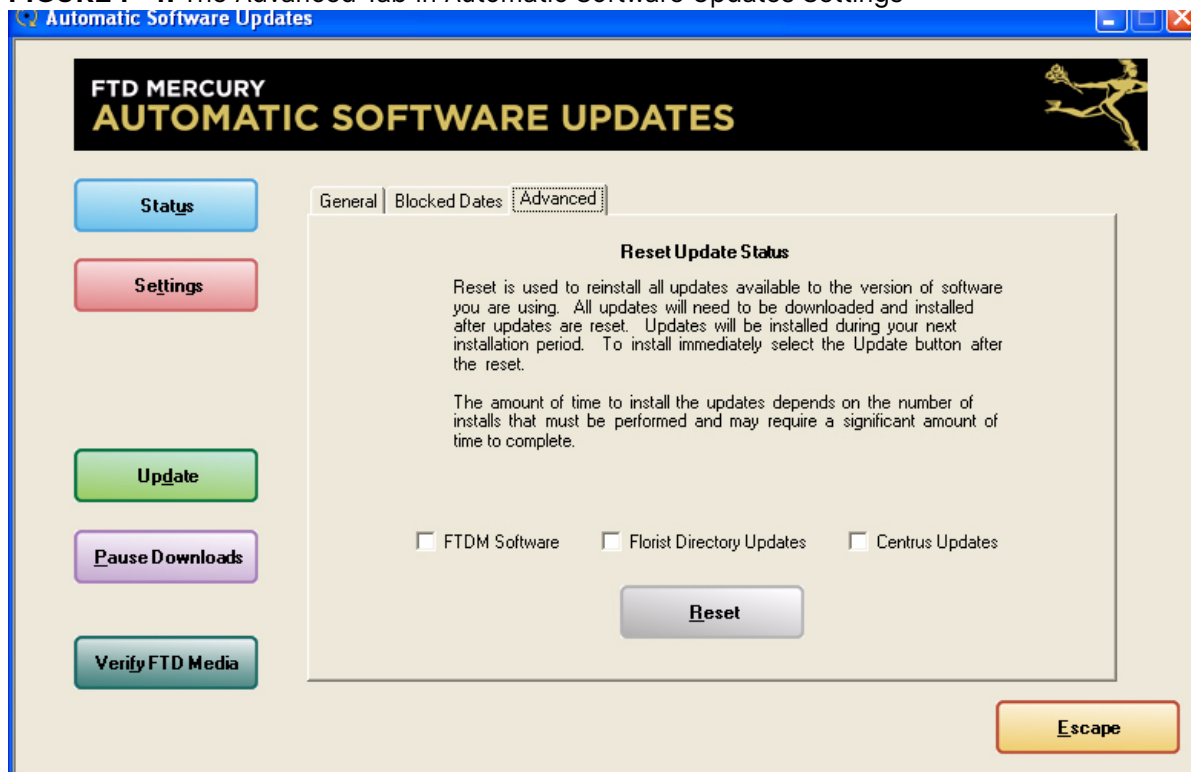 The Advanced Tab in Automatic Software Updates Settings
Automatic Software Updates
FTD MERCURY
AUTOMATIC SOFTWARE UPDATES
Status
General
Blocked Dates
Advanced
Reset Update Status
Settings
Reset is used to reinstall all updates available to the version of software
you are using. All updates will need to be downloaded and installed
after updates are reset. Updates will be installed during your next
installation period. To install immediately select the Update button after
the reset.
The amount of time to install the updates depends on the number of
installs that must be performed and may require a significant amount of
time to complete.
Update
Pause Downloads
FTDM Software
Florist Directory Updates
Centrus Updates
Reset
Verify FTD Media
Escape